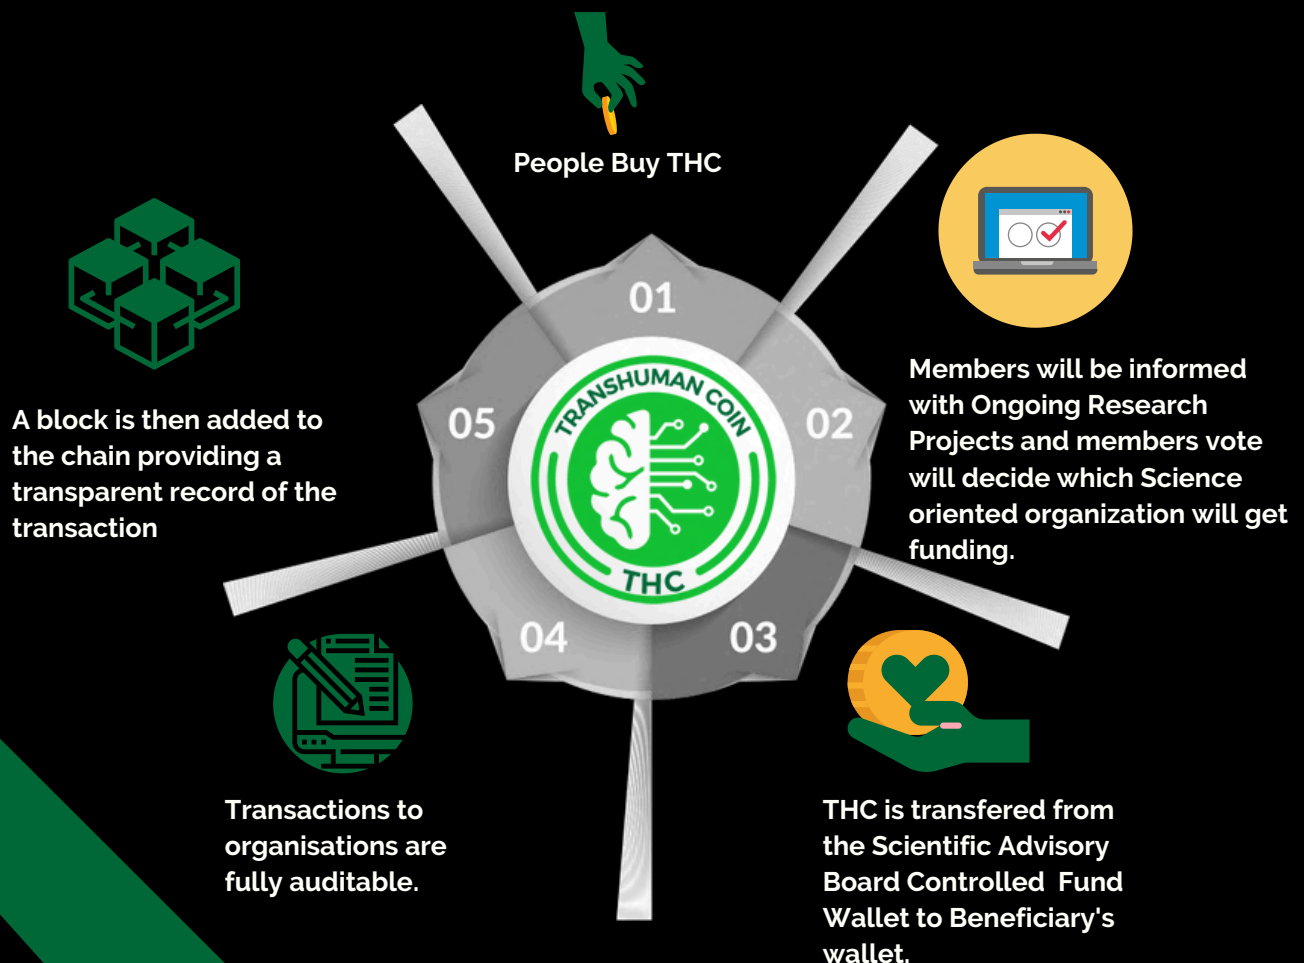 People Buy THC
01
Members will be informed
with Ongoing Research
Projects and members vote
will decide which Science
oriented organization will get
funding.
02
THC is transfered from
the Scientific Advisory
Board Controlled Fund
Wallet to Beneficiary's
wallet.
03
Transactions to
organisations are
fully auditable.
04
A block is then added to
the chain providing a
transparent record of the
transaction
05
TRANSHUMAN COIN
THC